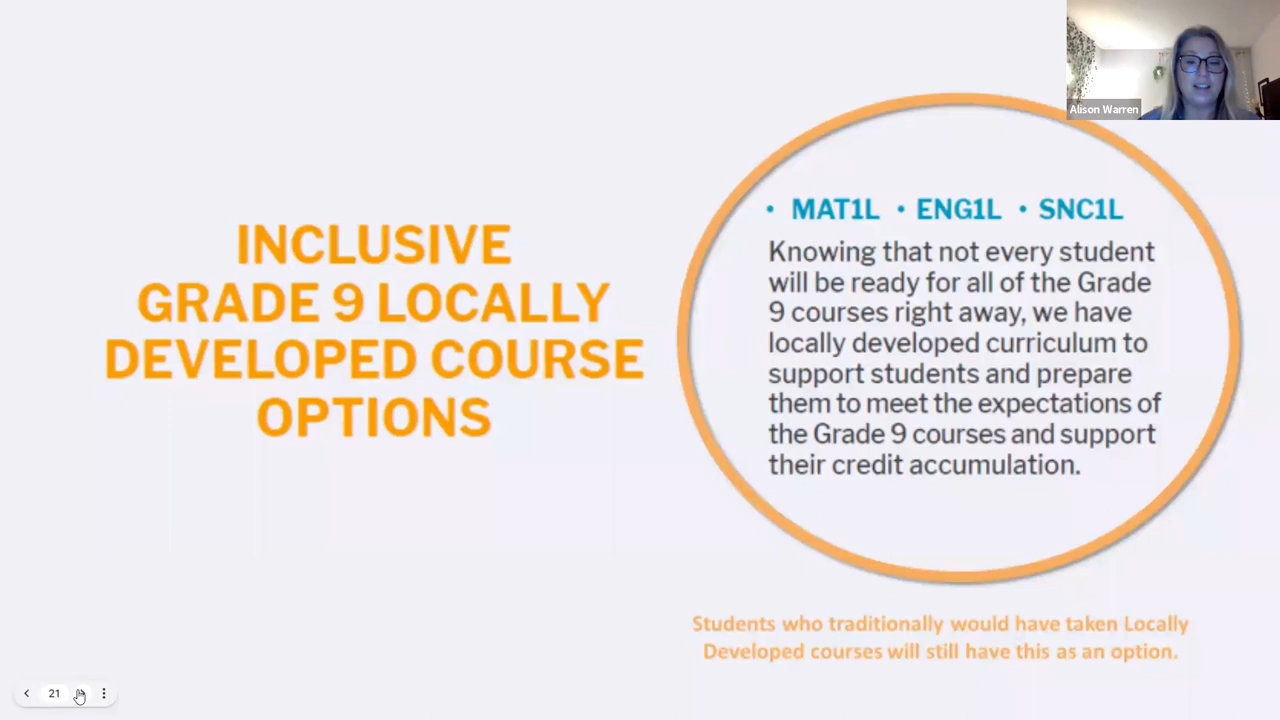 Alison Warren
INCLUSIVE
GRADE 9 LOCALLY
DEVELOPED COURSE
OPTIONS
• MAT1L • ENG1L • SNC1L
Knowing that not every student
will be ready for all of the Grade
9 courses right away, we have
locally developed curriculum to
support students and prepare
them to meet the expectations of
the Grade 9 courses and support
their credit accumulation.
Students who traditionally would have taken Locally
Developed courses will still have this as an option.
21